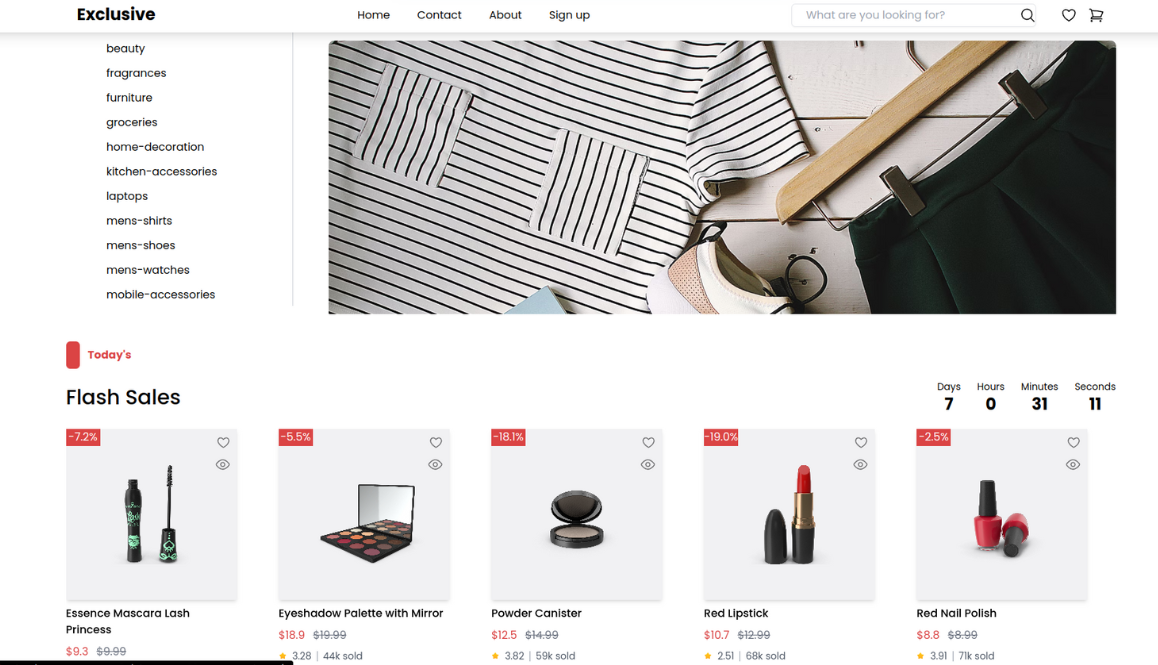 Exclusive
Home Contact About Sign up
What are you looking for?
beauty
fragrances
furniture
groceries
home-decoration
kitchen-accessories
laptops
mens-shirts
mens-shoes
mens-watches
mobile-accessories
Today's
Flash Sales
Days Hours Minutes Seconds
7 0 31 11
-7.2% -5.5% -18.1% -19.0% -2.5%
Essence Mascara Lash Princess
$9.3 $9.99
Eyeshadow Palette with Mirror
$18.9 $19.99
3.28 | 44k sold
Powder Canister
$12.5 $14.99
3.82 | 59k sold
Red Lipstick
$10.7 $12.99
2.51 | 68k sold
Red Nail Polish
$8.8 $8.99
3.91 | 71k sold